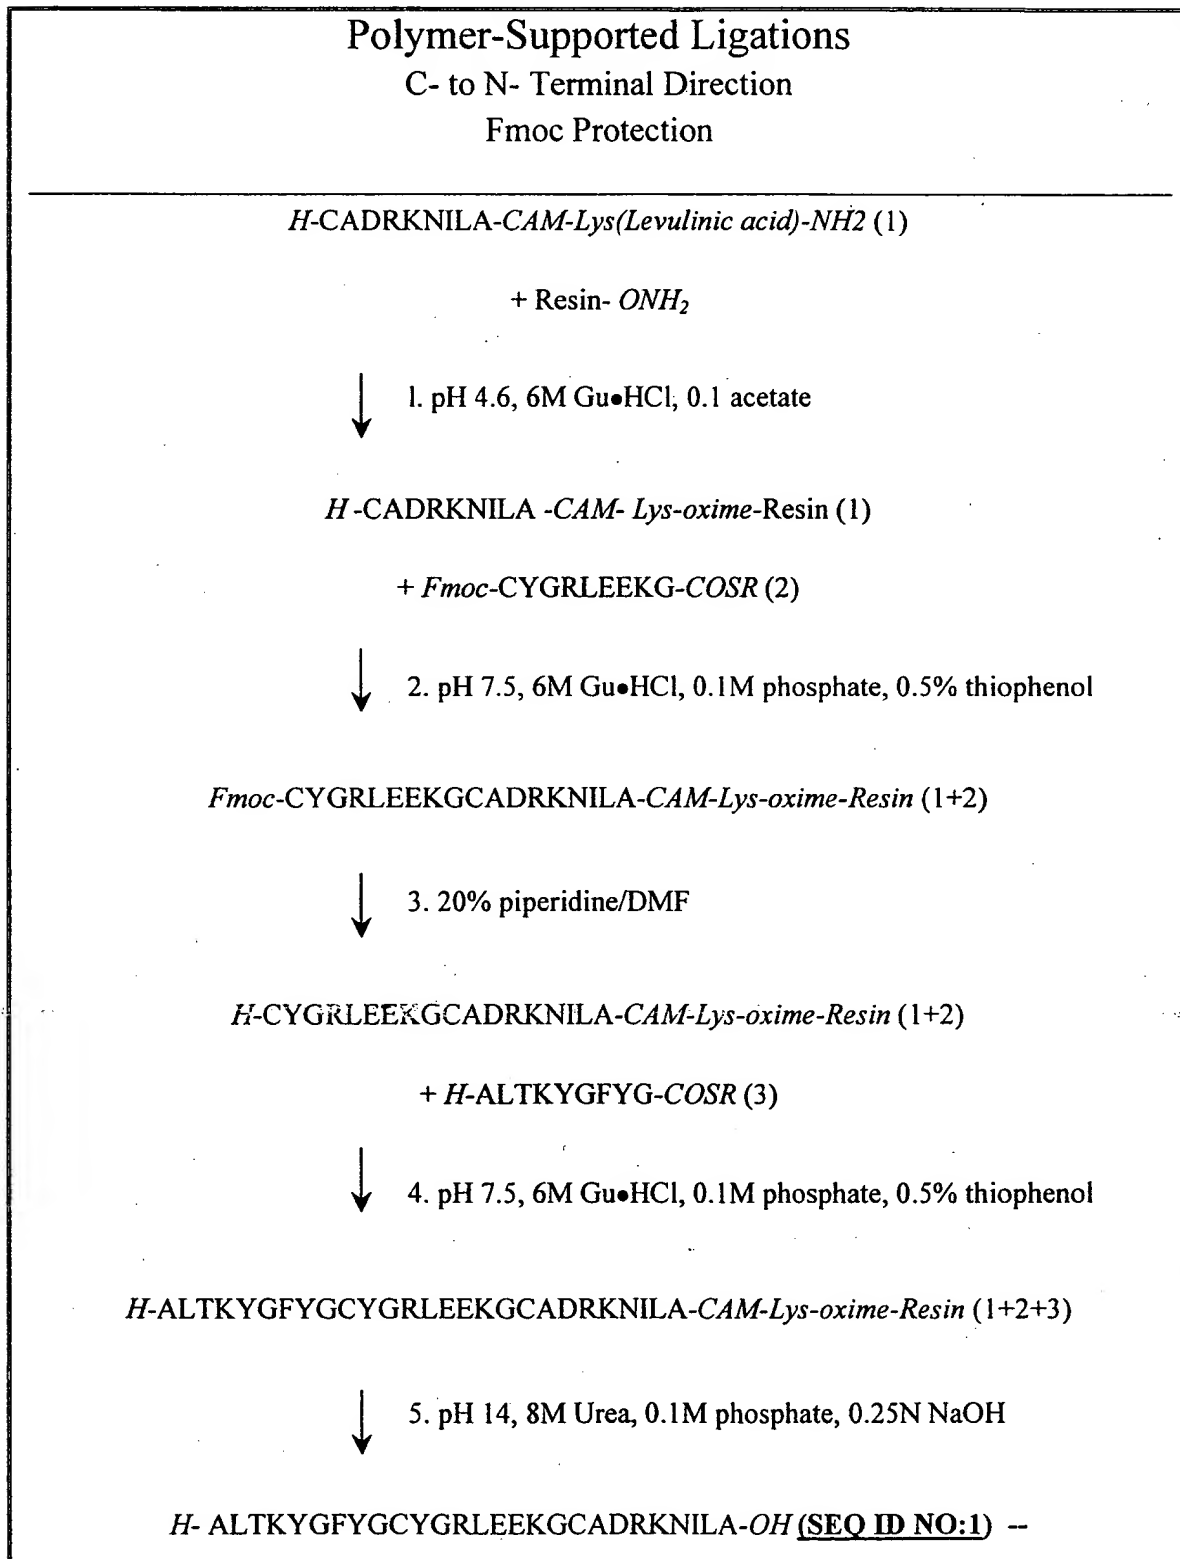 Polymer-Supported Ligations
C- to N- Terminal Direction
Fmoc Protection
H-CADRKNILA-CAM-Lys(Levulinic acid)-NH2 (1)
+ Resin- ONH₂
1. pH 4.6, 6M Gu•HCl, 0.1 acetate
H -CADRKNILA -CAM- Lys-oxime-Resin (1)
+ Fmoc-CYGRLEEKG-COSR (2)
2. pH 7.5, 6M Gu•HCl, 0.1M phosphate, 0.5% thiophenol
Fmoc-CYGRLEEKGCADRKNILA-CAM-Lys-oxime-Resin (1+2)
3. 20% piperidine/DMF
H-CYGRLEEKGCADRKNILA-CAM-Lys-oxime-Resin (1+2)
+ H-ALTKYGFYG-COSR (3)
4. pH 7.5, 6M Gu•HCl, 0.1M phosphate, 0.5% thiophenol
H-ALTKYGFYGCYGRLEEKGCADRKNILA-CAM-Lys-oxime-Resin (1+2+3)
5. pH 14, 8M Urea, 0.1M phosphate, 0.25N NaOH
H- ALTKYGFYGCYGRLEEKGCADRKNILA-OH (SEQ ID NO:1) --